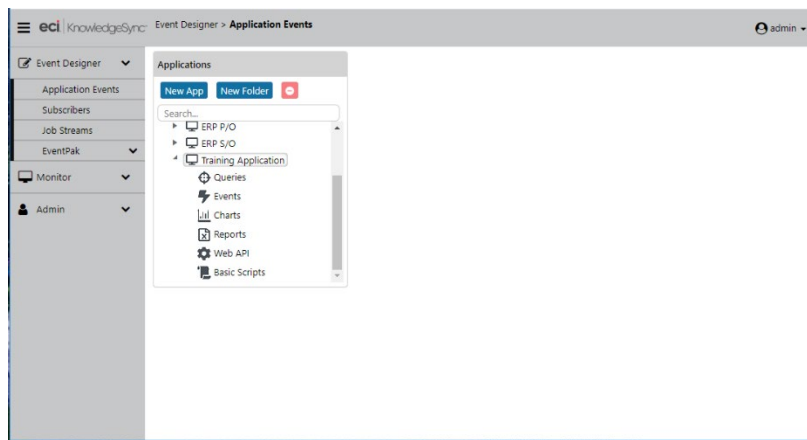 eci KnowledgeSync
Event Designer > Application Events
admin
Event Designer
Application Events
Subscribers
Job Streams
EventPak
Monitor
Admin
Applications
New App
New Folder
Search...
ERP P/O
ERP S/O
Training Application
Queries
Events
Charts
Reports
Web API
Basic Scripts